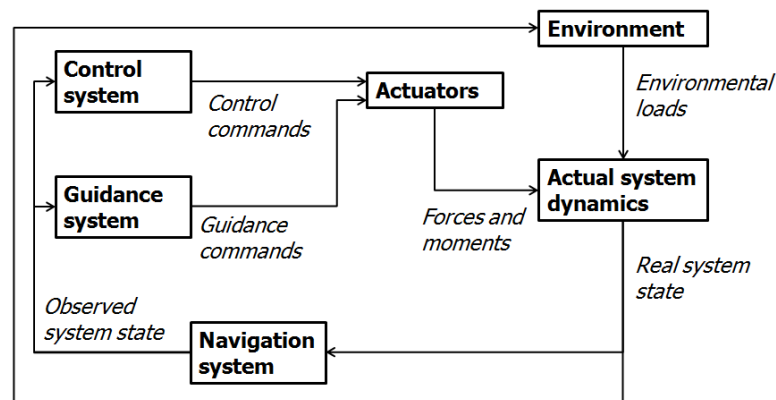 Environment
Control
system
Control
commands
Actuators
Environmental
loads
Guidance
system
Guidance
commands
Forces and
moments
Actual system
dynamics
Real system
state
Observed
system state
Navigation
system